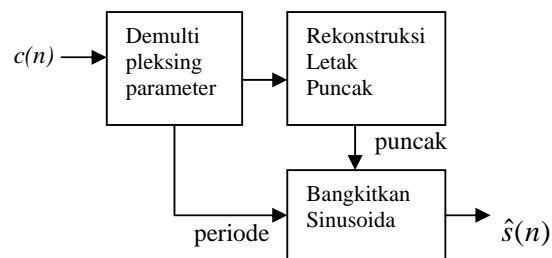 c(n)
Demulti
pleksing
parameter
Rekonstruksi
Letak
Puncak
puncak
periode
Bangkitkan
Sinusoida
ŝ(n)